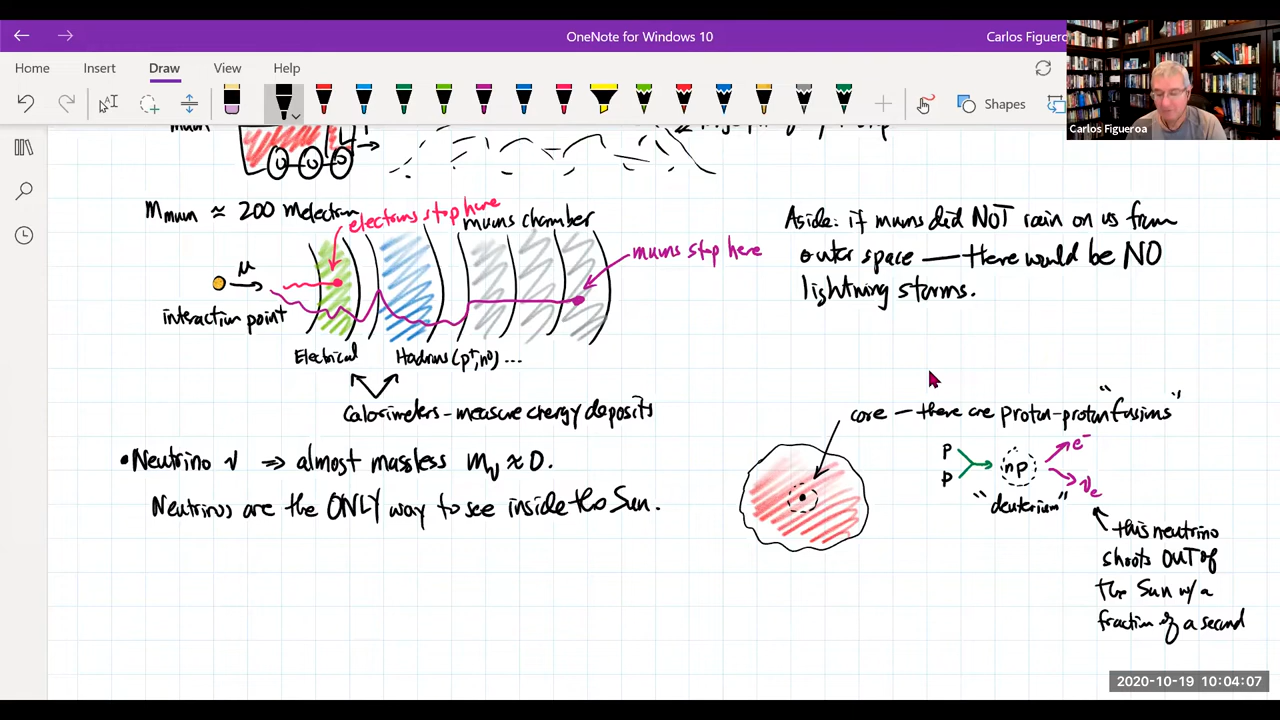 OneNote for Windows 10
Carlos Figuero
Home Insert Draw View Help
Shapes
Carlos Figueroa
Mmuon ≈ 200 Melectron
electrons stop here
muons chamber
muons stop here
μ
interaction point
Electrical
Hadrons (p⁺, n⁰) ...
Calorimeters - measure energy deposits
Aside: if muons did NOT rain on us from
outer space — there would be NO
lightning storms.
• Neutrino ν ⇒ almost massless mν ≈ 0.
Neutrinos are the ONLY way to see inside the Sun.
core — there are proton-proton "fusions"
p
p
np
e⁻
νe
"deuterium"
this neutrino
shoots OUT of
the Sun w/ a
fraction of a second
2020-10-19 10:04:07